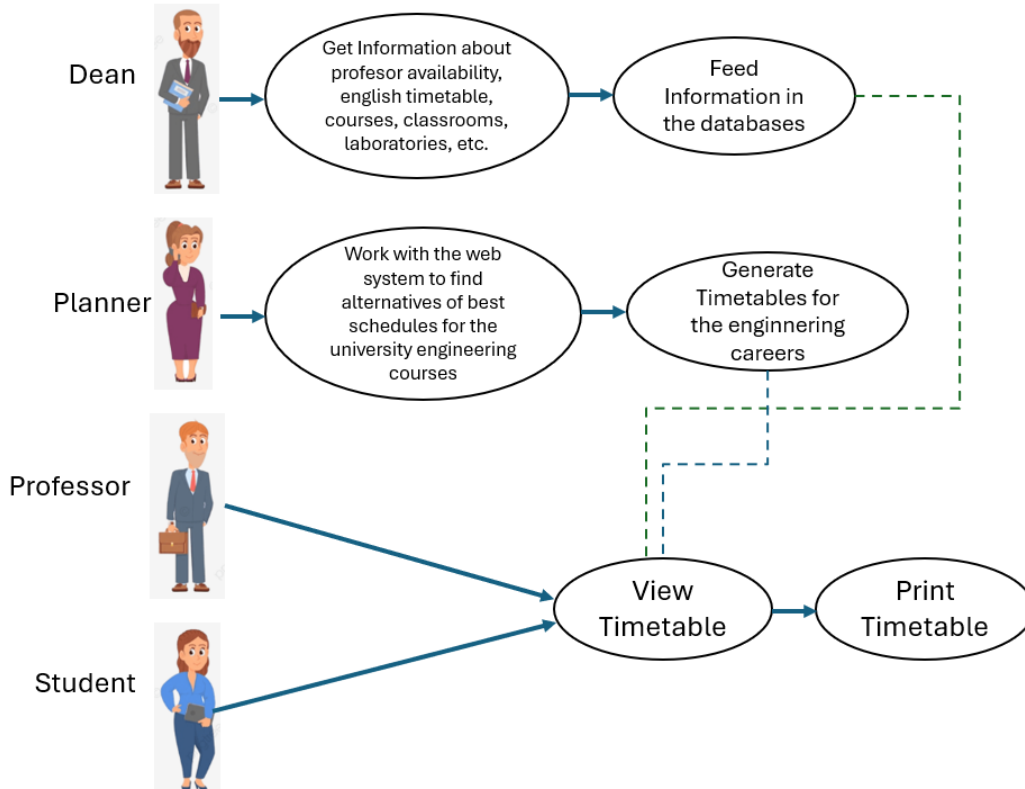 Dean
Get Information about
profesor availability,
english timetable,
courses, classrooms,
laboratories, etc.
Feed
Information in
the databases
Planner
Work with the web
system to find
alternatives of best
schedules for the
university engineering
courses
Generate
Timetables for
the enginnering
careers
Professor
Student
View
Timetable
Print
Timetable